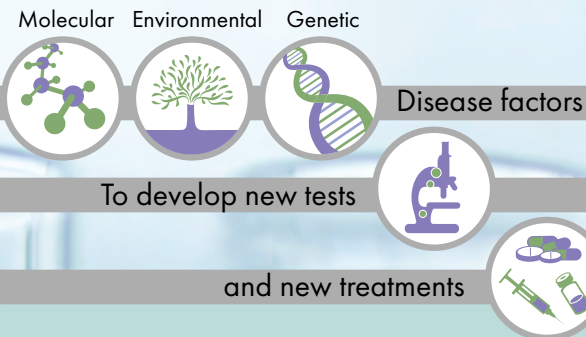 Molecular Environmental Genetic
Disease factors
To develop new tests
and new treatments